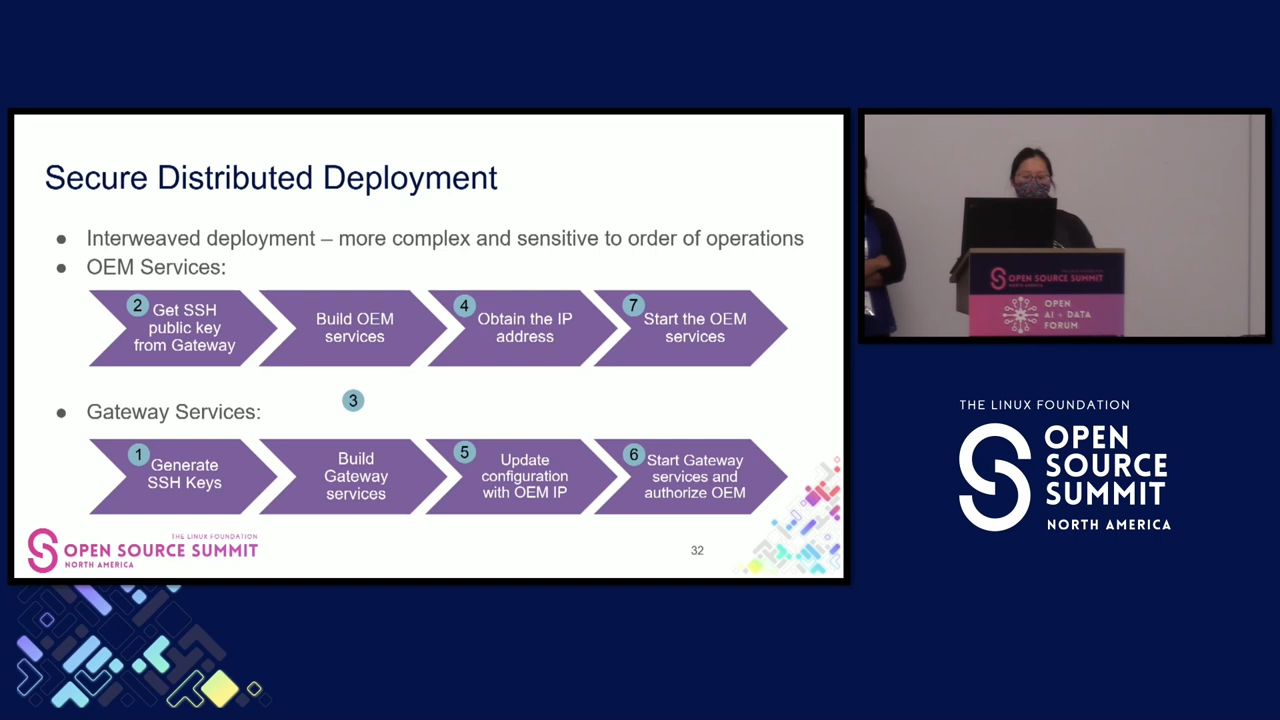 Secure Distributed Deployment
● Interweaved deployment – more complex and sensitive to order of operations
● OEM Services:
2 Get SSH
public key
from Gateway
Build OEM
services
4 Obtain the IP
address
7 Start the OEM
services
3
● Gateway Services:
1 Generate
SSH Keys
Build
Gateway
services
5 Update
configuration
with OEM IP
6 Start Gateway
services and
authorize OEM
THE LINUX FOUNDATION
OPEN SOURCE SUMMIT
NORTH AMERICA
32
OPEN SOURCE SUMMIT
NORTH AMERICA
OPEN
AI + DATA
FORUM
THE LINUX FOUNDATION
OPEN
SOURCE
SUMMIT
NORTH AMERICA